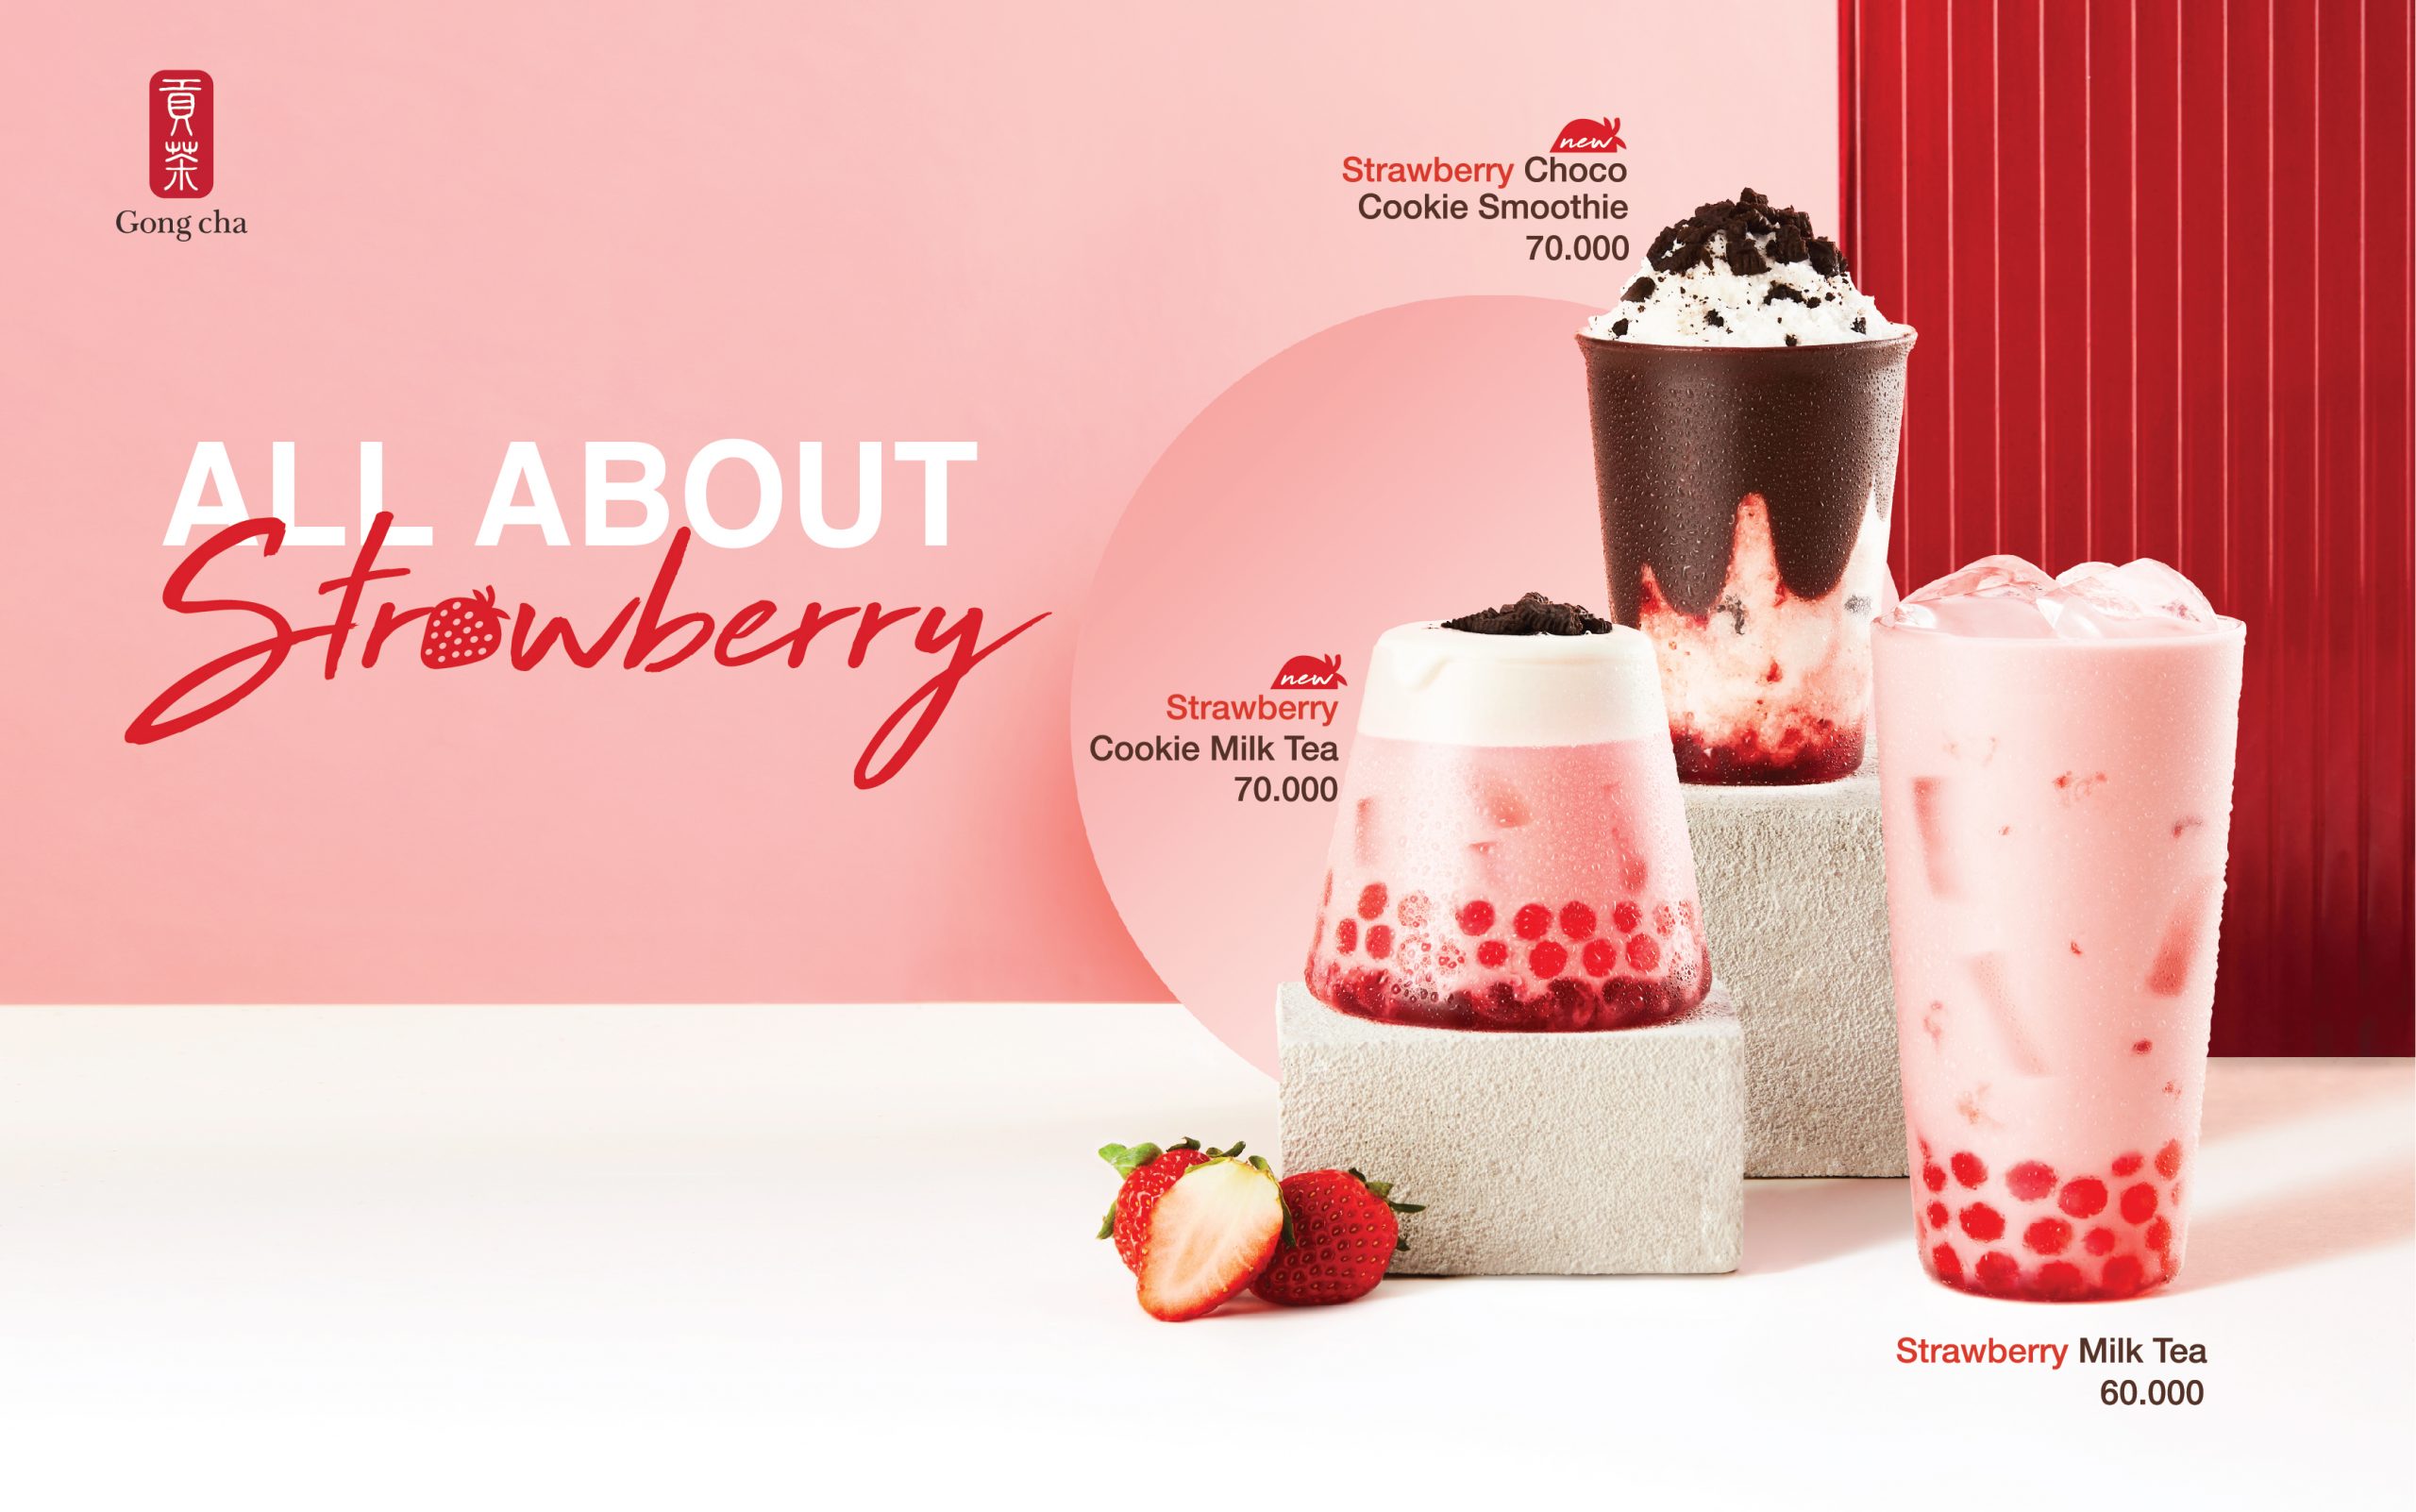 貢茶
Gong cha
ALL ABOUT
Strawberry
new
Strawberry Choco
Cookie Smoothie
70.000
new
Strawberry
Cookie Milk Tea
70.000
Strawberry Milk Tea
60.000